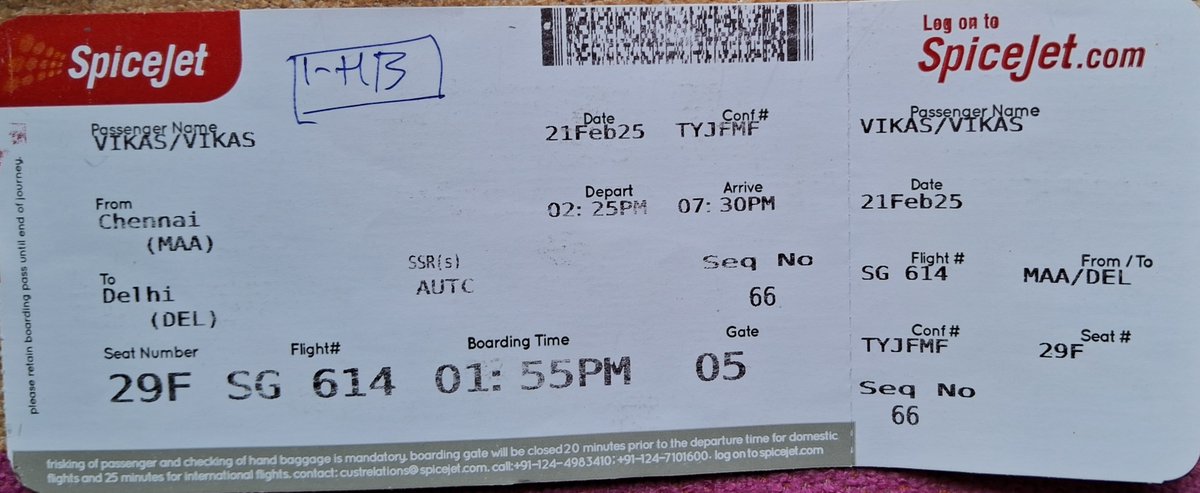 SpiceJet
1-HB
Log on to
SpiceJet.com
Passenger Name
VIKAS/VIKAS
Date
21Feb25
Conf#
TYJFMF
Passenger Name
VIKAS/VIKAS
From
Chennai
(MAA)
Depart
02: 25PM
Arrive
07: 30PM
Date
21Feb25
To
Delhi
(DEL)
SSR(s)
AUTC
Seq No
66
Flight #
SG 614
From / To
MAA/DEL
Seat Number
29F
Flight#
SG 614
Boarding Time
01: 55PM
Gate
05
Conf #
TYJFMF
Seat #
29F
Seq No
66
please retain boarding pass until end of journey.
frisking of passenger and checking of hand baggage is mandatory. boarding gate will be closed 20 minutes prior to the departure time for domestic
flights and 25 minutes for international flights. contact: custrelations@spicejet.com. call:+91-124-4983410; +91-124-7101600. log on to spicejet.com